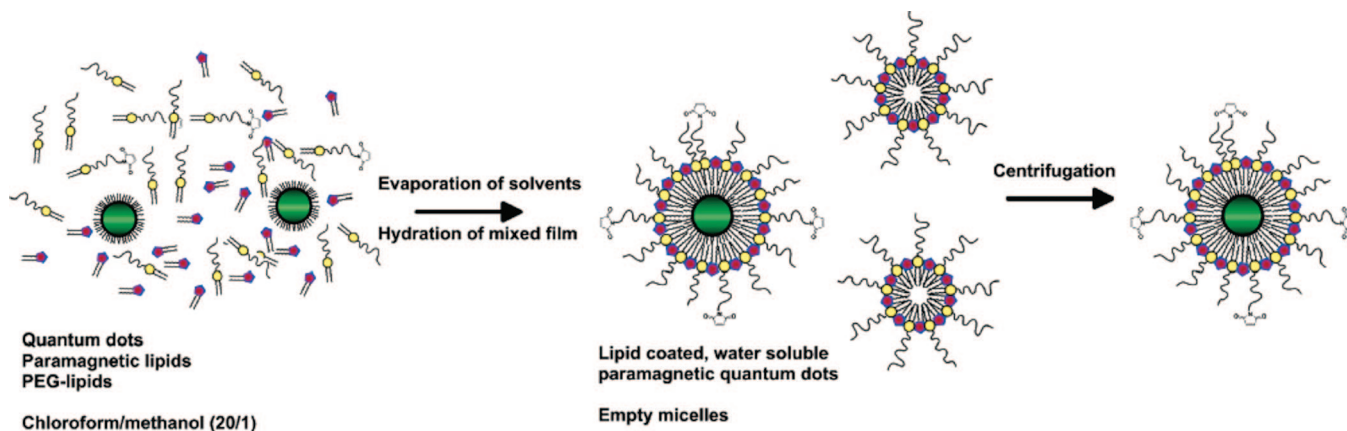 Evaporation of solvents
Hydration of mixed film
Centrifugation
Quantum dots
Paramagnetic lipids
PEG-lipids
Chloroform/methanol (20/1)
Lipid coated, water soluble
paramagnetic quantum dots
Empty micelles